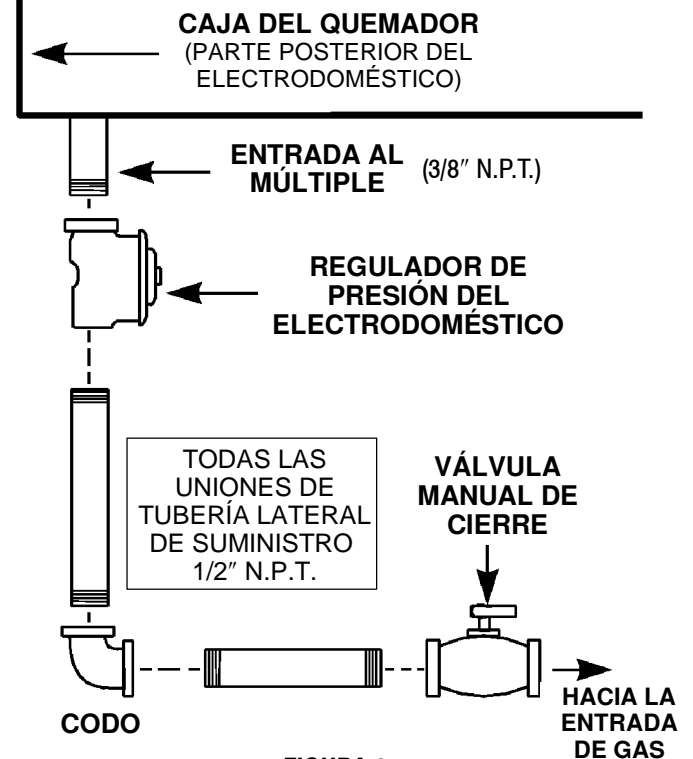 CAJA DEL QUEMADOR
(PARTE POSTERIOR DEL
ELECTRODOMÉSTICO)
ENTRADA AL
MÚLTIPLE (3/8″ N.P.T.)
REGULADOR DE
PRESIÓN DEL
ELECTRODOMÉSTICO
TODAS LAS
UNIONES DE
TUBERÍA LATERAL
DE SUMINISTRO
1/2″ N.P.T.
VÁLVULA
MANUAL DE
CIERRE
CODO
HACIA LA
ENTRADA
DE GAS
FIGURA